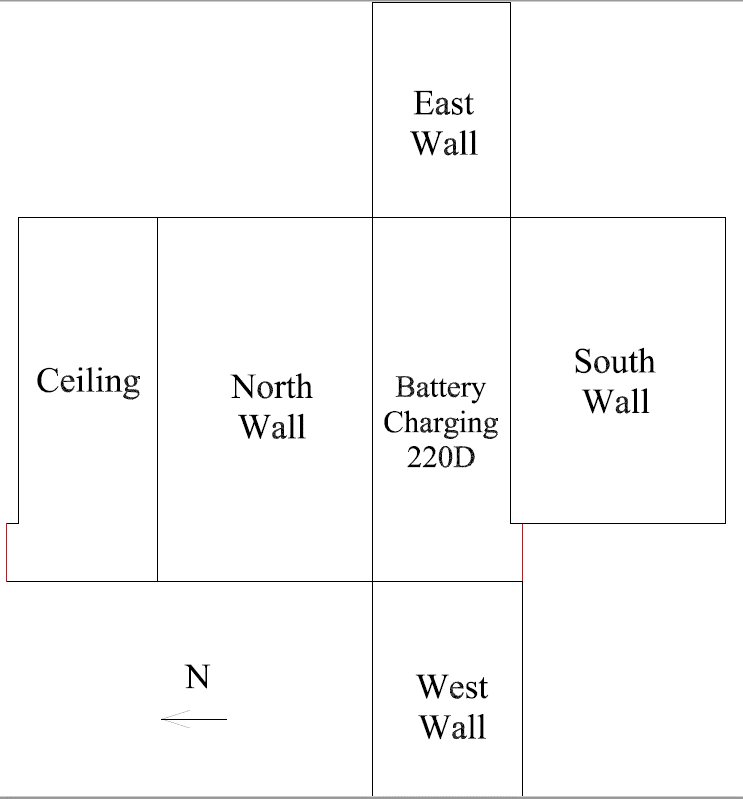 East
Wall
Ceiling
North
Wall
Battery
Charging
220D
South
Wall
N
West
Wall